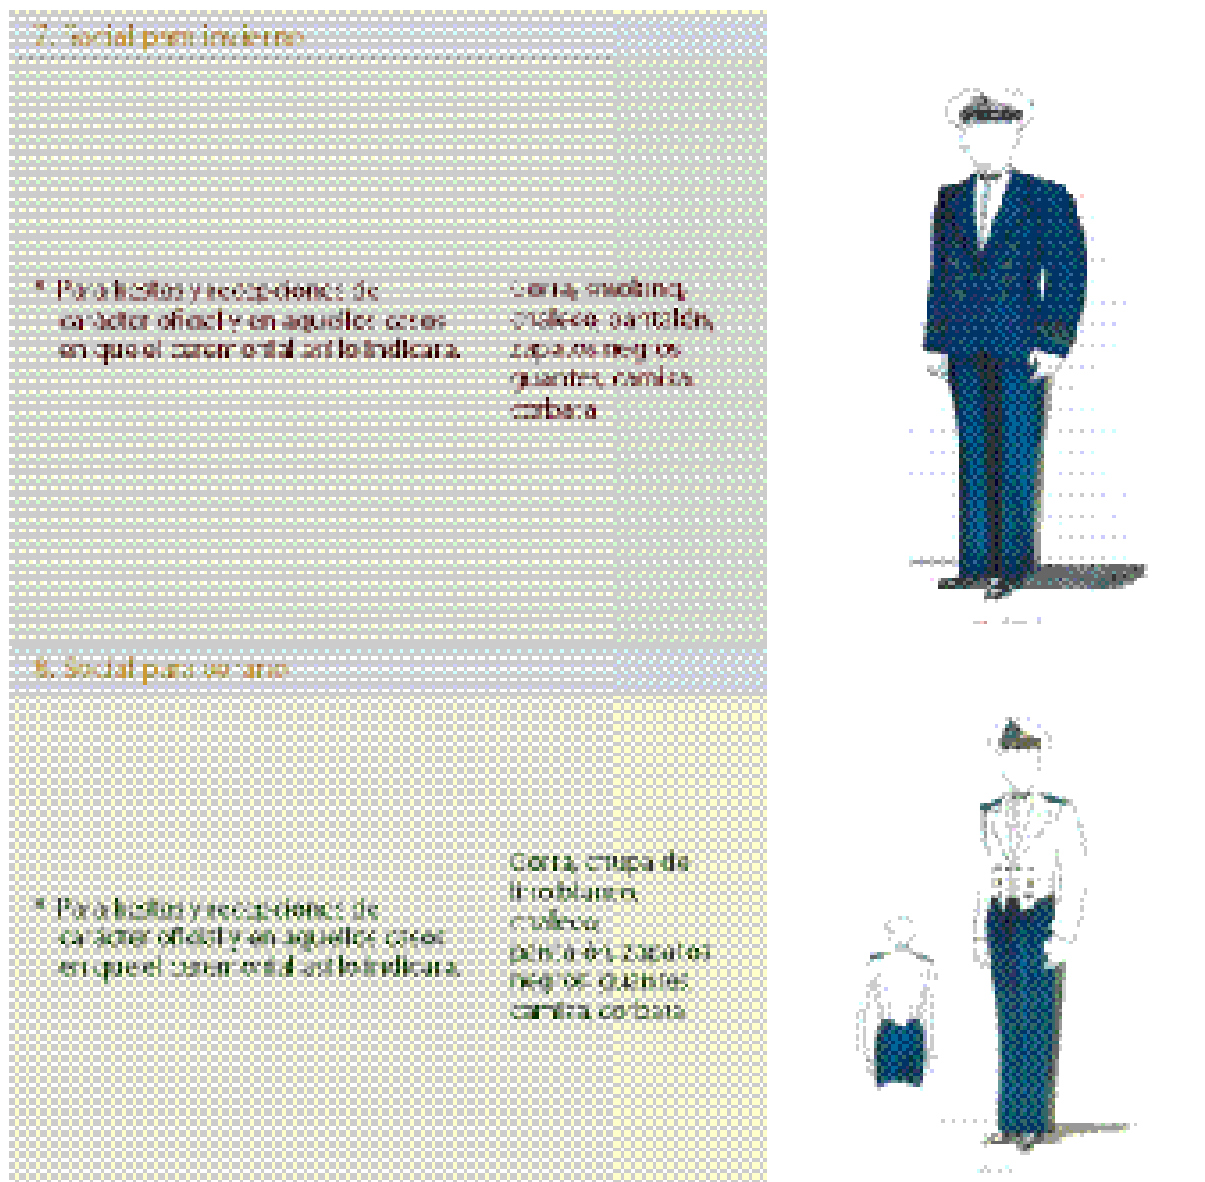 7. Social para invierno
* Para visitas y recepciones de
carácter oficial y en aquellos casos
en que el ceremonial así lo indicara.
Gorra, smoking,
chaleco, pantalón,
zapatos negros
guantes, camisa
corbata
8. Social para verano
* Para visitas y recepciones de
carácter oficial y en aquellos casos
en que el ceremonial así lo indicara.
Gorra, chupa de
lino blanco,
chaleco,
zapatos
negros guantes
camisa, corbata